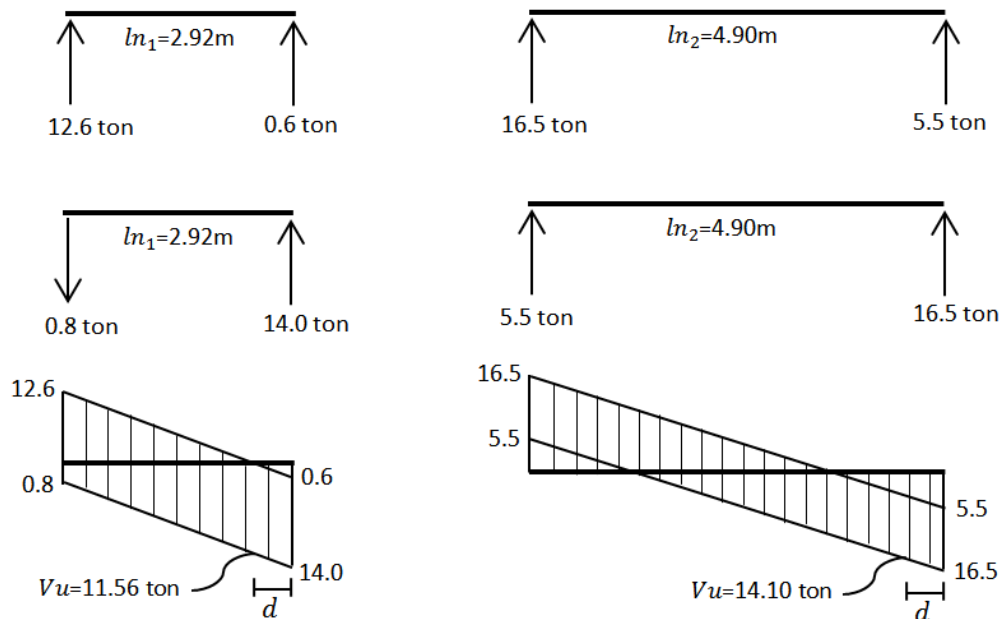 ln₁=2.92m
12.6 ton
0.6 ton
ln₂=4.90m
16.5 ton
5.5 ton
ln₁=2.92m
0.8 ton
14.0 ton
ln₂=4.90m
5.5 ton
16.5 ton
12.6
0.8
0.6
14.0
Vu=11.56 ton
d
16.5
5.5
5.5
16.5
Vu=14.10 ton
d